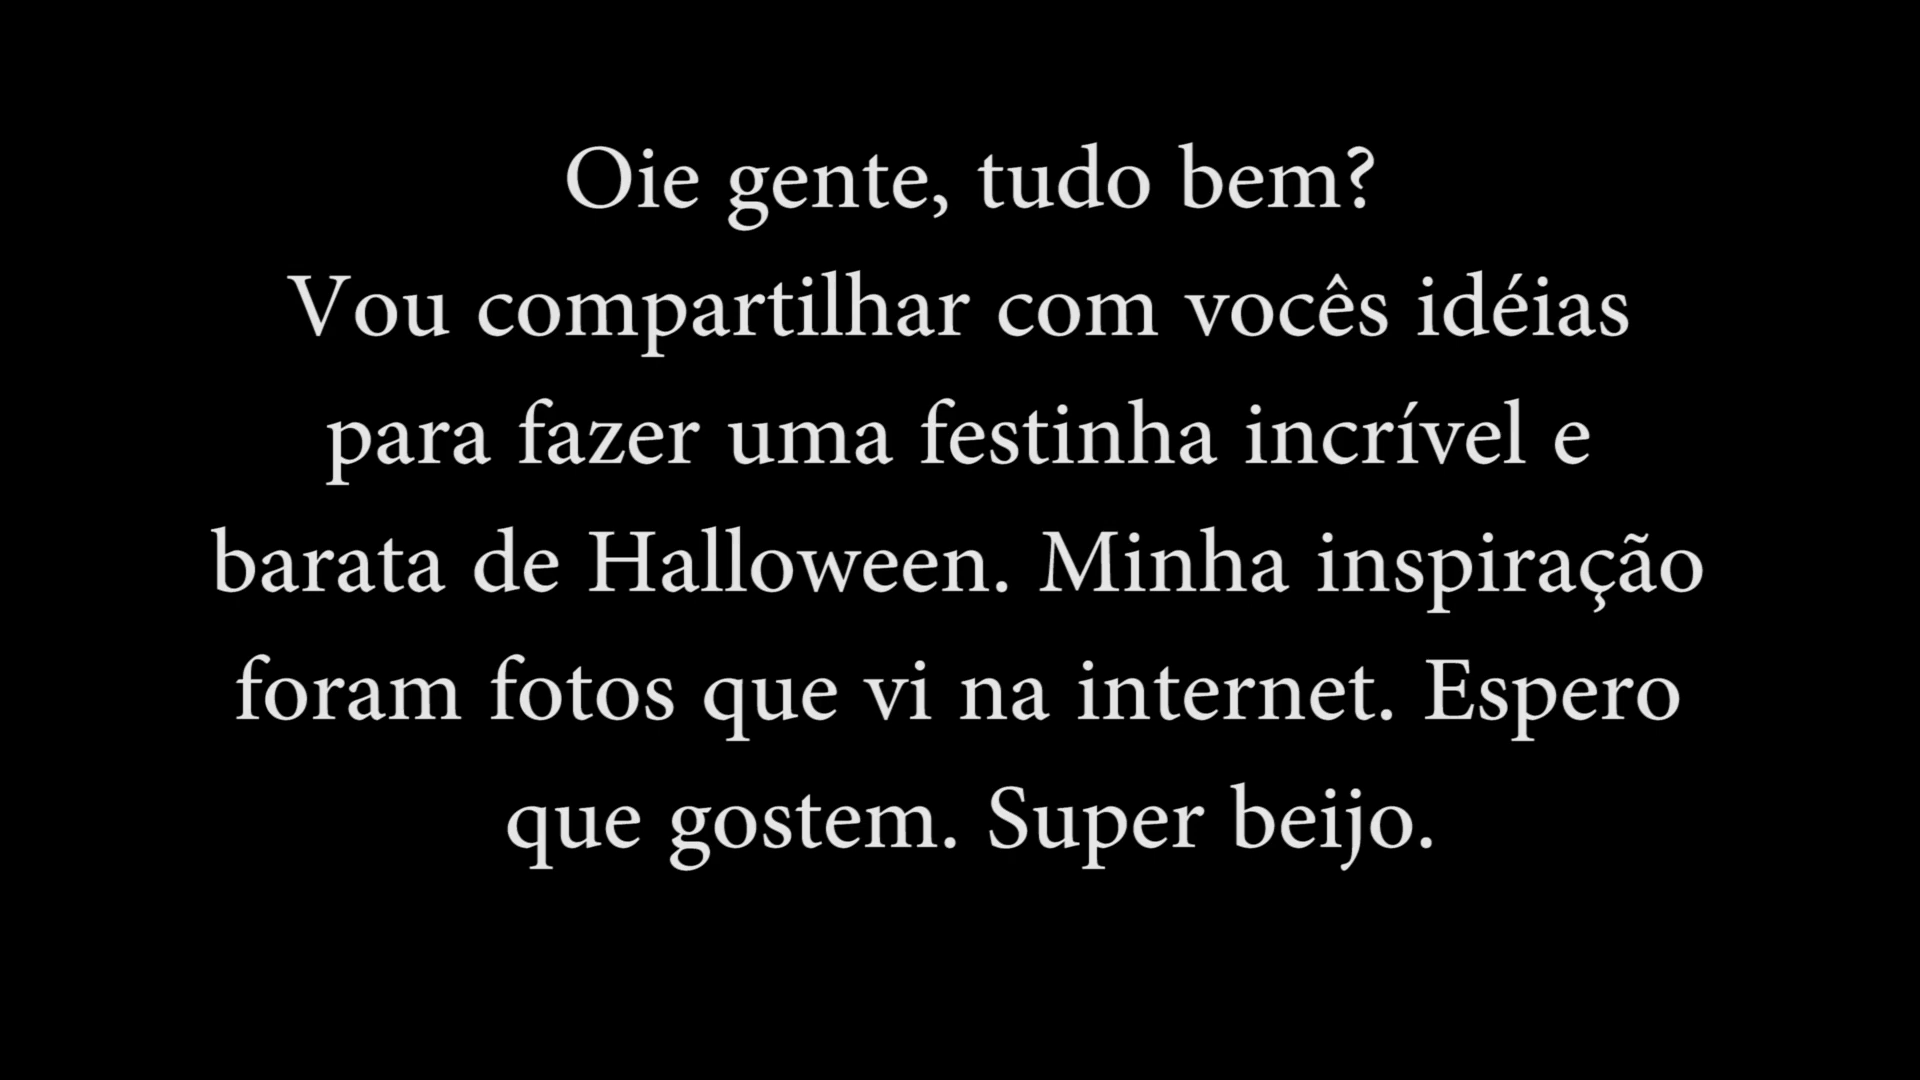 Oie gente, tudo bem?
Vou compartilhar com vocês idéias
para fazer uma festinha incrível e
barata de Halloween. Minha inspiração
foram fotos que vi na internet. Espero
que gostem. Super beijo.